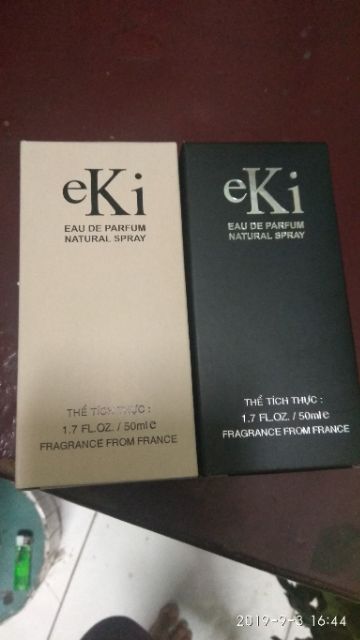 eKi
EAU DE PARFUM
NATURAL SPRAY
THỂ TÍCH THỰC :
1.7 FL.OZ. / 50ml e
FRAGRANCE FROM FRANCE
eKi
EAU DE PARFUM
NATURAL SPRAY
THỂ TÍCH THỰC :
1.7 FL.OZ. / 50ml e
FRAGRANCE FROM FRANCE
2019-9-3 16:44